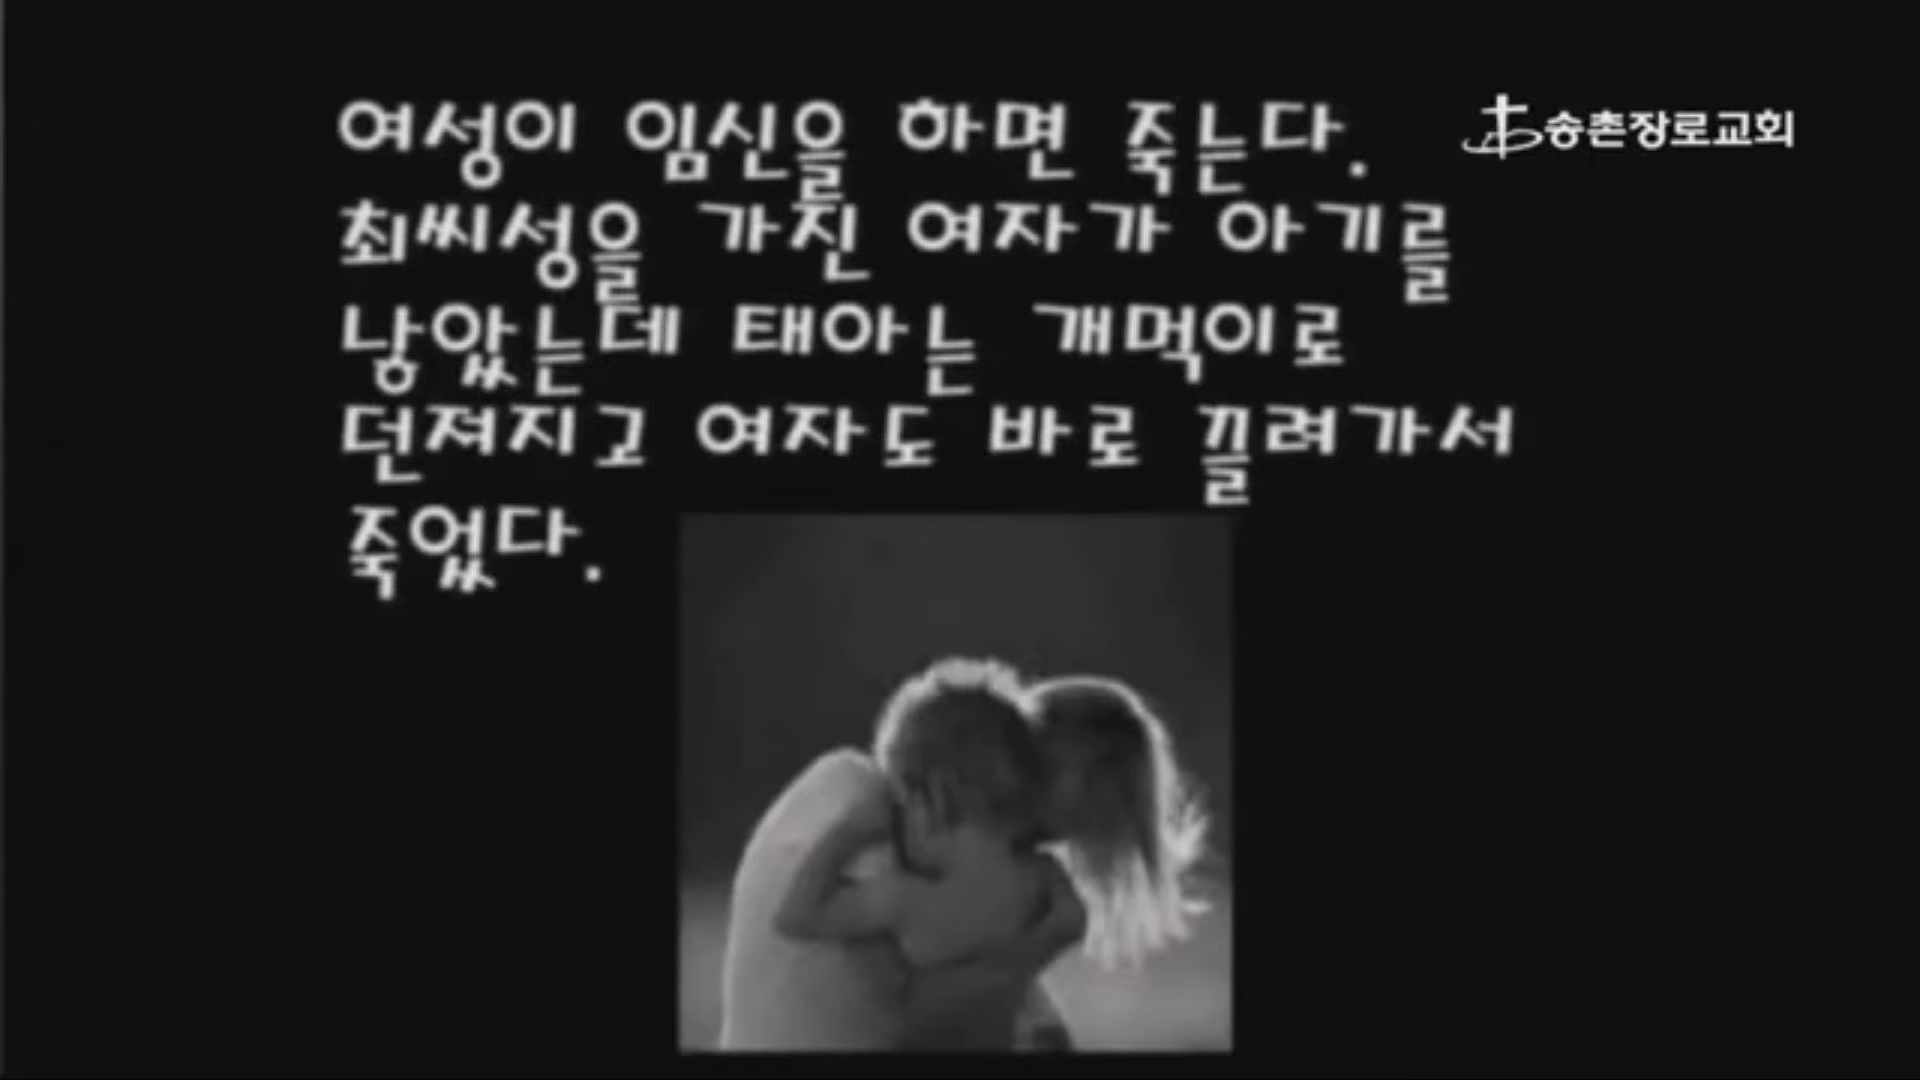 여성이 임신을 하면 죽는다.
송촌장로교회
최씨성을 가진 여자가 아기를
낳았는데 태아는 개먹이로
던져지고 여자도 바로 끌려가서
죽었다.